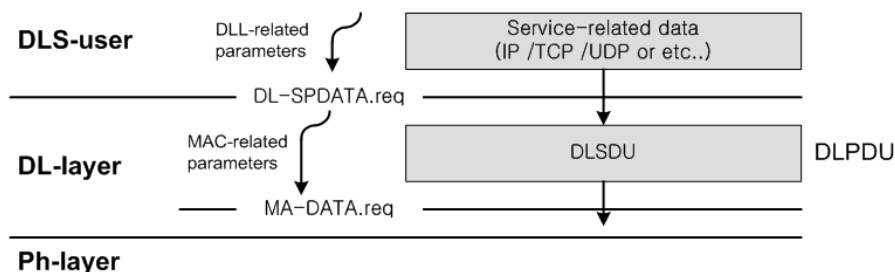 DLS-user
DLL-related
parameters
Service-related data
(IP /TCP /UDP or etc..)
DL-SPDATA.req
DL-layer
MAC-related
parameters
DLSDU
DLPDU
MA-DATA.req
Ph-layer